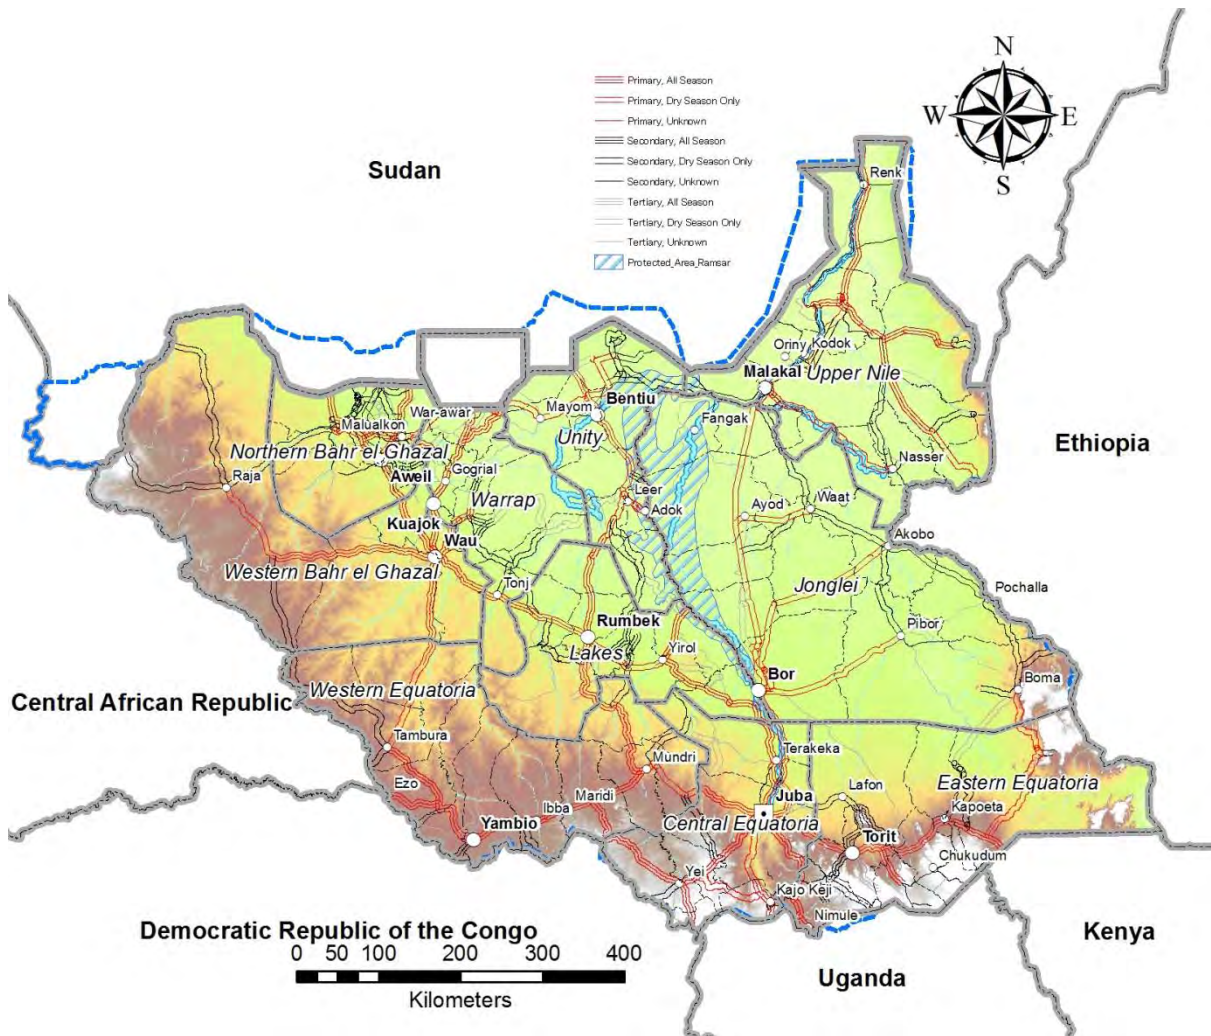 N
W E
S
Primary, All Season
Primary, Dry Season Only
Primary, Unknown
Secondary, All Season
Secondary, Dry Season Only
Secondary, Unknown
Tertiary, All Season
Tertiary, Dry Season Only
Tertiary, Unknown
Protected_Area_Ramsar
Sudan
Renk
Oriny Kodok
Malakal
Upper Nile
Bentiu
Mayom
War-awar
Fangak
Malualkon
Unity
Ethiopia
Northern Bahr el Ghazal
Nasser
Gogrial
Aweil
Raja
Leer
Warrap
Waat
Ayod
Adok
Kuajok
Akobo
Wau
Western Bahr el Ghazal
Jonglei
Pochalla
Tonj
Rumbek
Pibor
Lakes
Yirol
Bor
Boma
Western Equatoria
Central African Republic
Tambura
Terakeka
Mundri
Ezo
Lafon
Eastern Equatoria
Maridi
Juba
Ibba
Kapoeta
Yambio
Central Equatoria
Torit
Chukudum
Yei
Kajo Keji
Nimule
Democratic Republic of the Congo
Kenya
0 50 100 200 300 400
Kilometers
Uganda